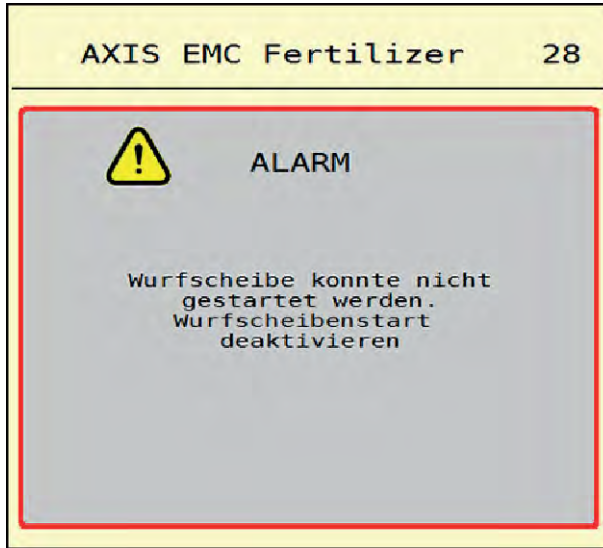 AXIS EMC Fertilizer 28
ALARM
Wurfscheibe konnte nicht
gestartet werden.
Wurfscheibenstart
deaktivieren